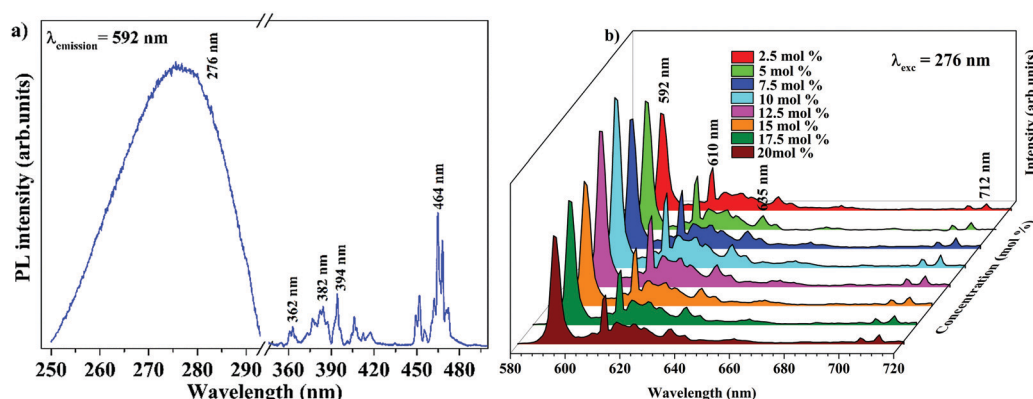 a)
λemission = 592 nm
276 nm
362 nm
382 nm
394 nm
464 nm
PL intensity (arb.units)
250 260 270 280 290 360 390 420 450 480
Wavelength (nm)
b)
λexc = 276 nm
2.5 mol %
5 mol %
7.5 mol %
10 mol %
12.5 mol %
15 mol %
17.5 mol %
20mol %
592 nm
610 nm
635 nm
712 nm
Intensity (arb.units)
Concentration (mol %)
580 600 620 640 660 680 700 720
Wavelength (nm)